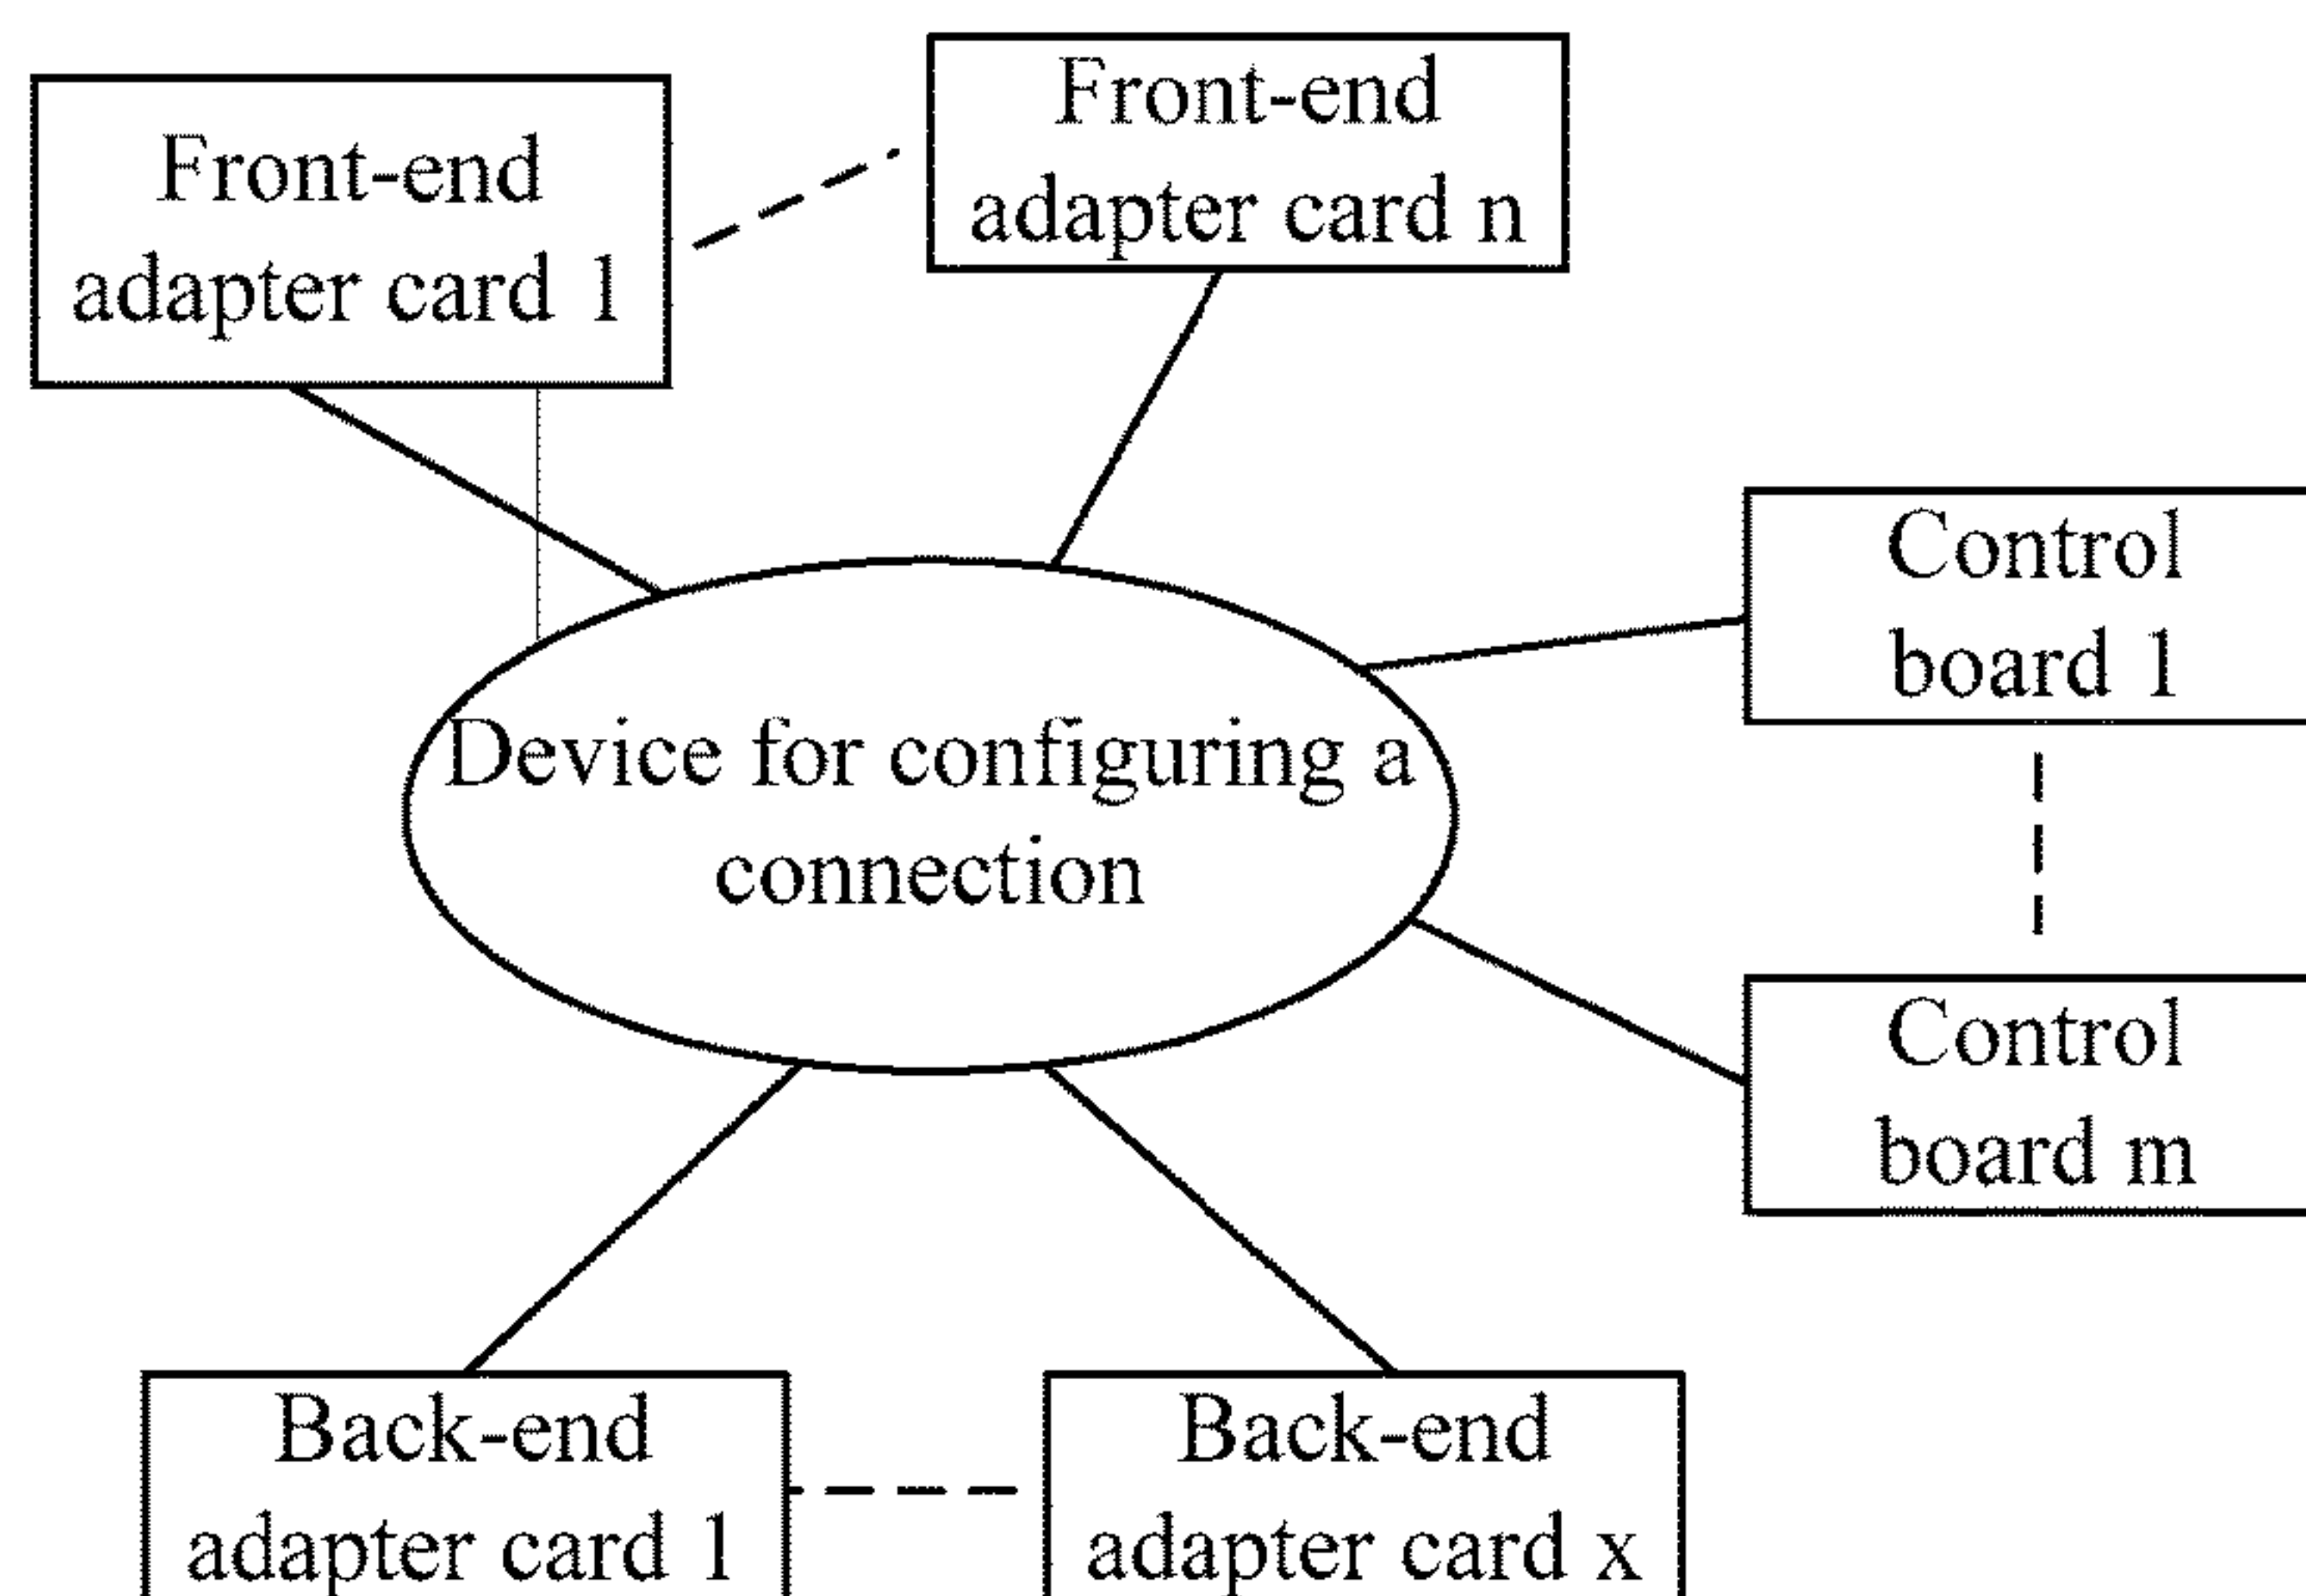 Front-end
adapter card 1
Front-end
adapter card n
Control
board 1
Device for configuring a
connection
Control
board m
Back-end
adapter card 1
Back-end
adapter card x